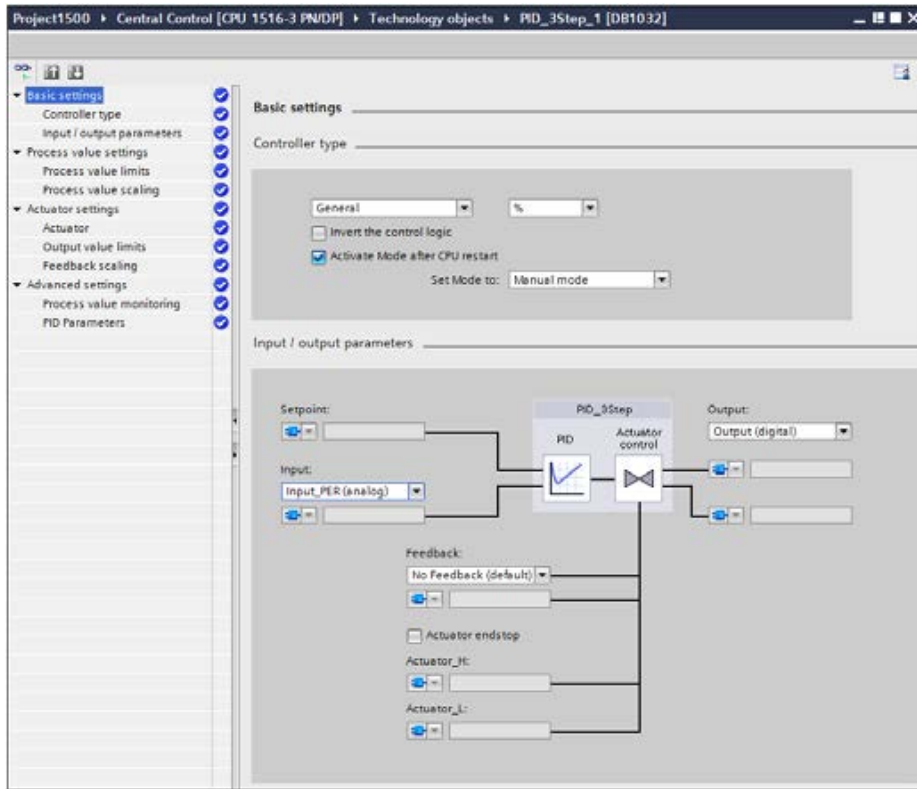 Project1500 ▸ Central Control [CPU 1516-3 PN/DP] ▸ Technology objects ▸ PID_3Step_1 [DB1032]
Basic settings
Controller type
Input / output parameters
Process value settings
Process value limits
Process value scaling
Actuator settings
Actuator
Output value limits
Feedback scaling
Advanced settings
Process value monitoring
PID Parameters
Basic settings
Controller type
General
%
Invert the control logic
Activate Mode after CPU restart
Set Mode to: Manual mode
Input / output parameters
Setpoint:
PID_3Step
Output:
PID
Actuator
control
Output (digital)
Input:
Input_PER (analog)
Feedback:
No Feedback (default)
Actuator endstop
Actuator_H:
Actuator_L: